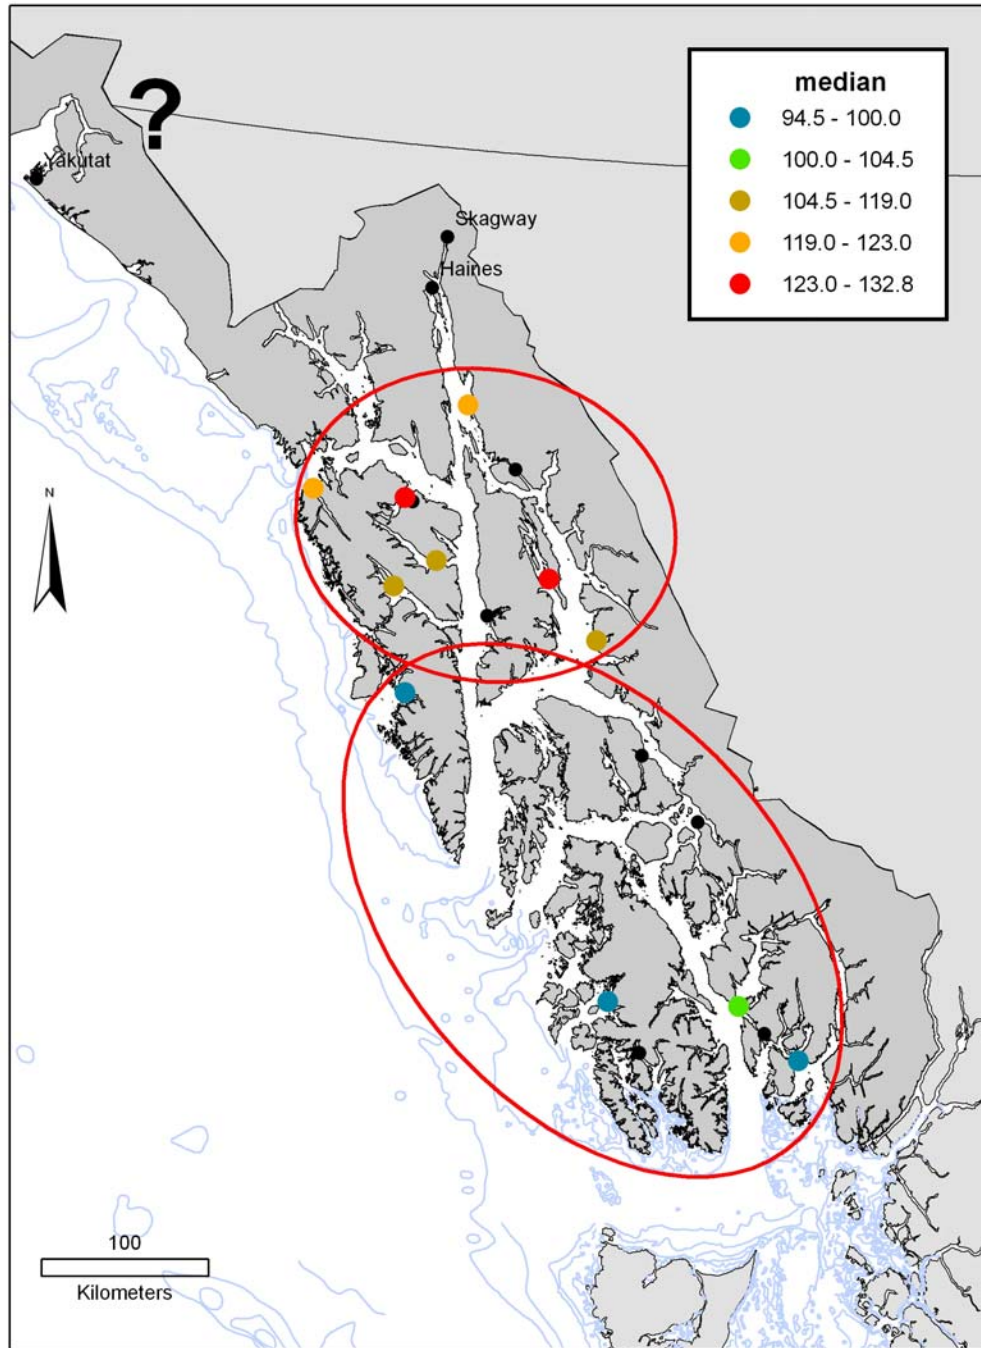 ?
median
94.5 - 100.0
100.0 - 104.5
104.5 - 119.0
119.0 - 123.0
123.0 - 132.8
Yakutat
Skagway
Haines
N
100
Kilometers